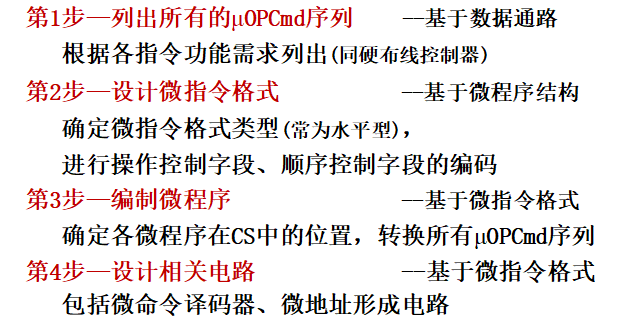 第1步—列出所有的μOPCmd序列 --基于数据通路
根据各指令功能需求列出(同硬布线控制器)
第2步—设计微指令格式 --基于微程序结构
确定微指令格式类型(常为水平型),
进行操作控制字段、顺序控制字段的编码
第3步—编制微程序 --基于微指令格式
确定各微程序在CS中的位置，转换所有μOPCmd序列
第4步—设计相关电路 --基于微指令格式
包括微命令译码器、微地址形成电路